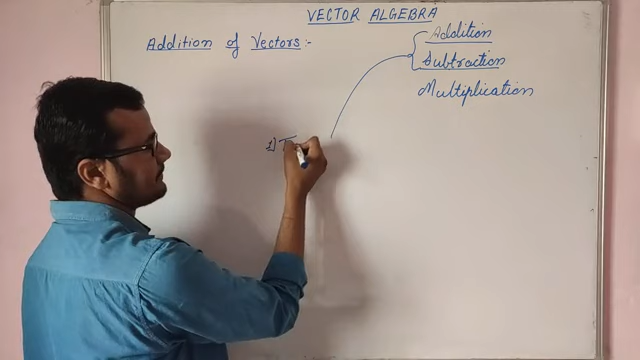 VECTOR ALGEBRA
Addition of Vectors:-
Addition
Subtraction
Multiplication
1) T